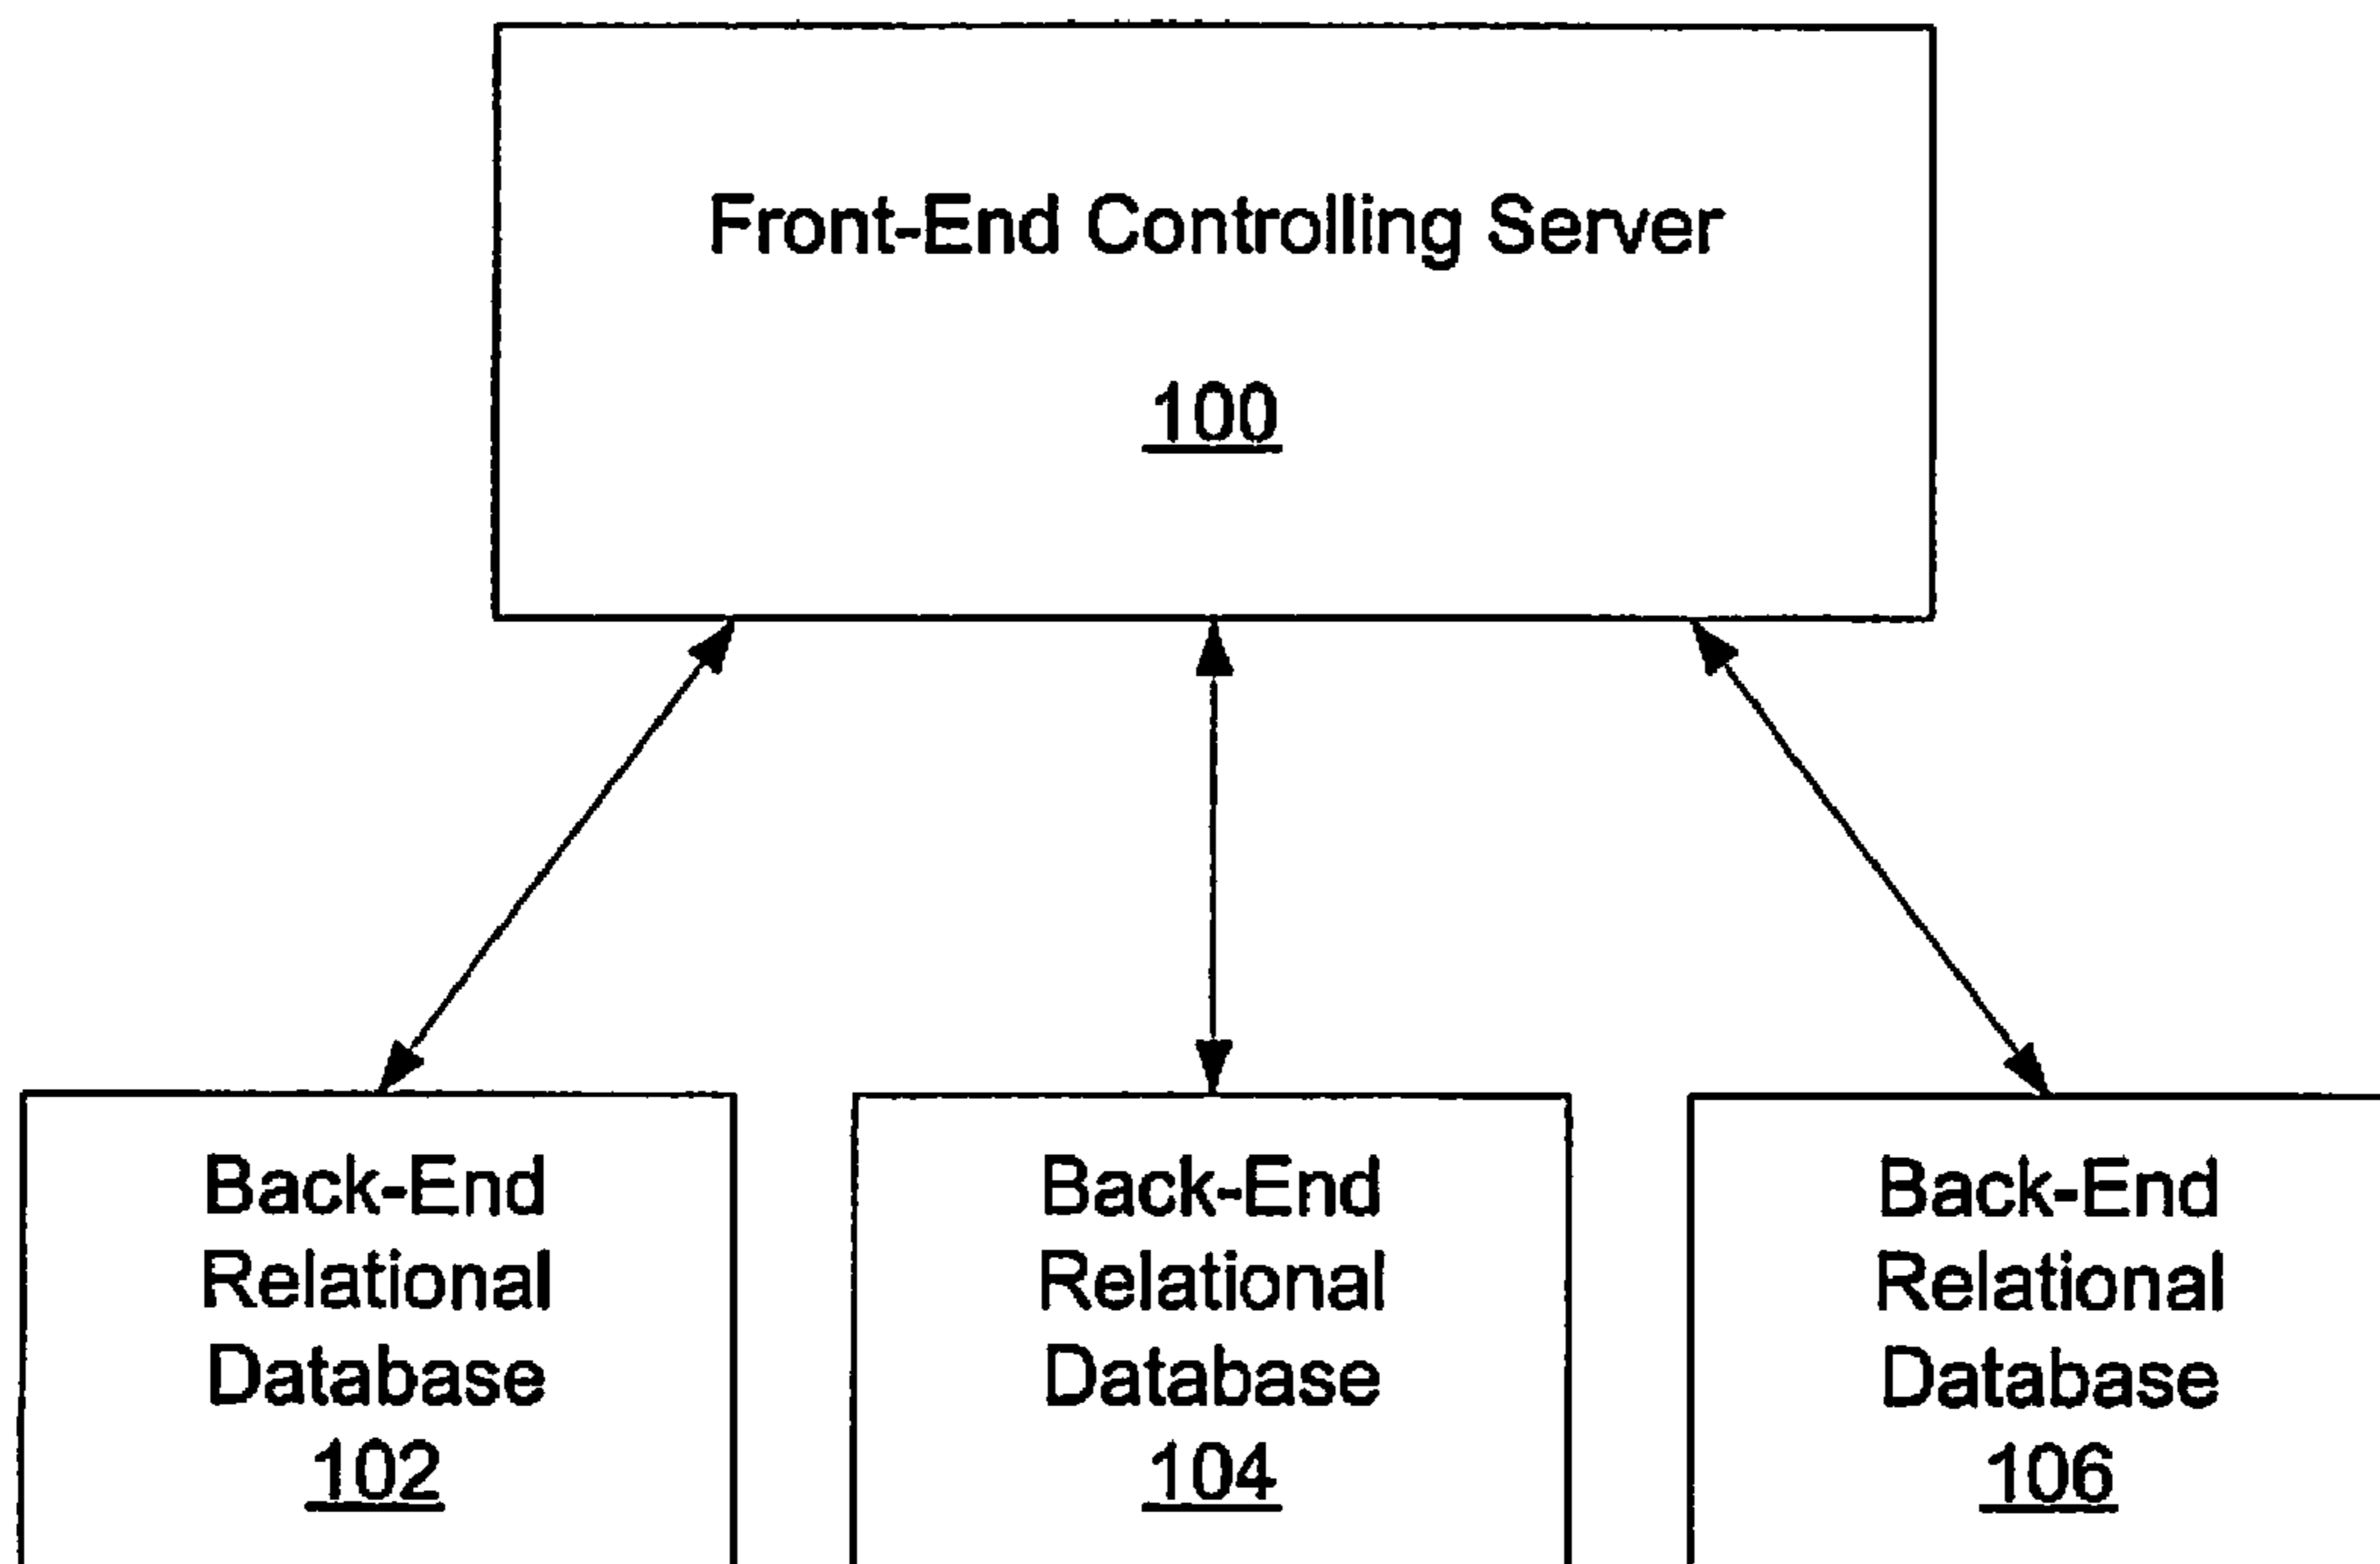 Front-End Controlling Server
100
Back-End
Relational
Database
102
Back-End
Relational
Database
104
Back-End
Relational
Database
106